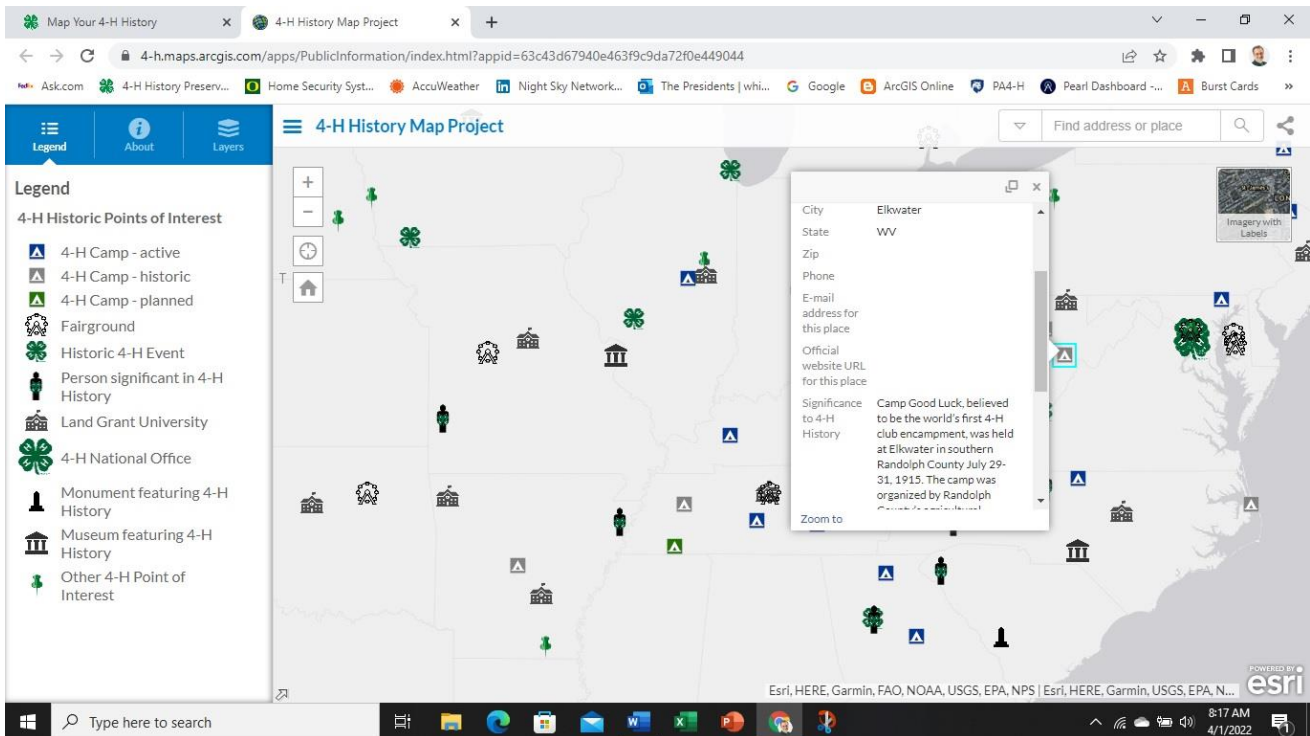 Map Your 4-H History
4-H History Map Project
4-h.maps.arcgis.com/apps/PublicInformation/index.html?appid=63c43d67940e463f9c9da72f0e449044
Ask.com
4-H History Preserv...
Home Security Syst...
AccuWeather
Night Sky Network...
The Presidents | whi...
Google
ArcGIS Online
PA4-H
Pearl Dashboard -...
Burst Cards
Legend
About
Layers
4-H History Map Project
Find address or place
Legend
4-H Historic Points of Interest
4-H Camp - active
4-H Camp - historic
4-H Camp - planned
Fairground
Historic 4-H Event
Person significant in 4-H
History
Land Grant University
4-H National Office
Monument featuring 4-H
History
Museum featuring 4-H
History
Other 4-H Point of
Interest
Imagery with
Labels
City Elkwater
State WV
Zip
Phone
E-mail
address for
this place
Official
website URL
for this place
Significance Camp Good Luck, believed
to 4-H to be the world's first 4-H
History club encampment, was held
at Elkwater in southern
Randolph County July 29-
31, 1915. The camp was
organized by Randolph
County's agricultural
Zoom to
Esri, HERE, Garmin, FAO, NOAA, USGS, EPA, NPS | Esri, HERE, Garmin, USGS, EPA, N...
POWERED BY
esri
Type here to search
8:17 AM
4/1/2022